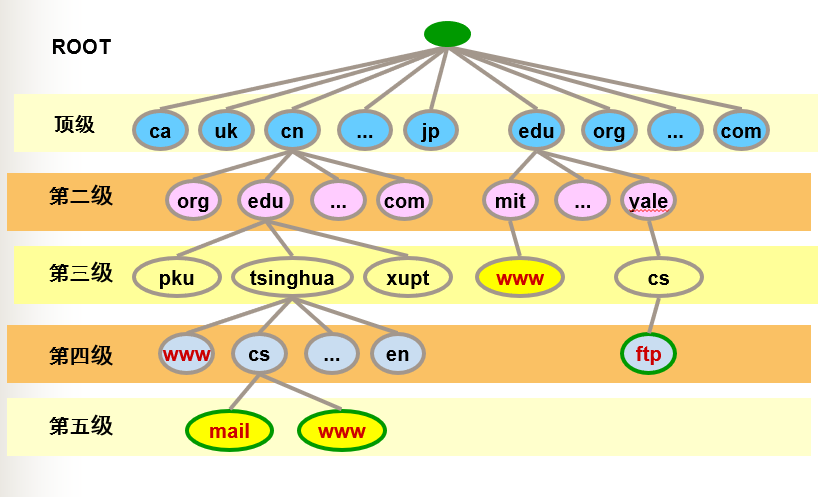 ROOT
顶级 ca uk cn ... jp edu org ... com
第二级 org edu ... com mit ... yale
第三级 pku tsinghua xupt www cs
第四级 www cs ... en ftp
第五级 mail www